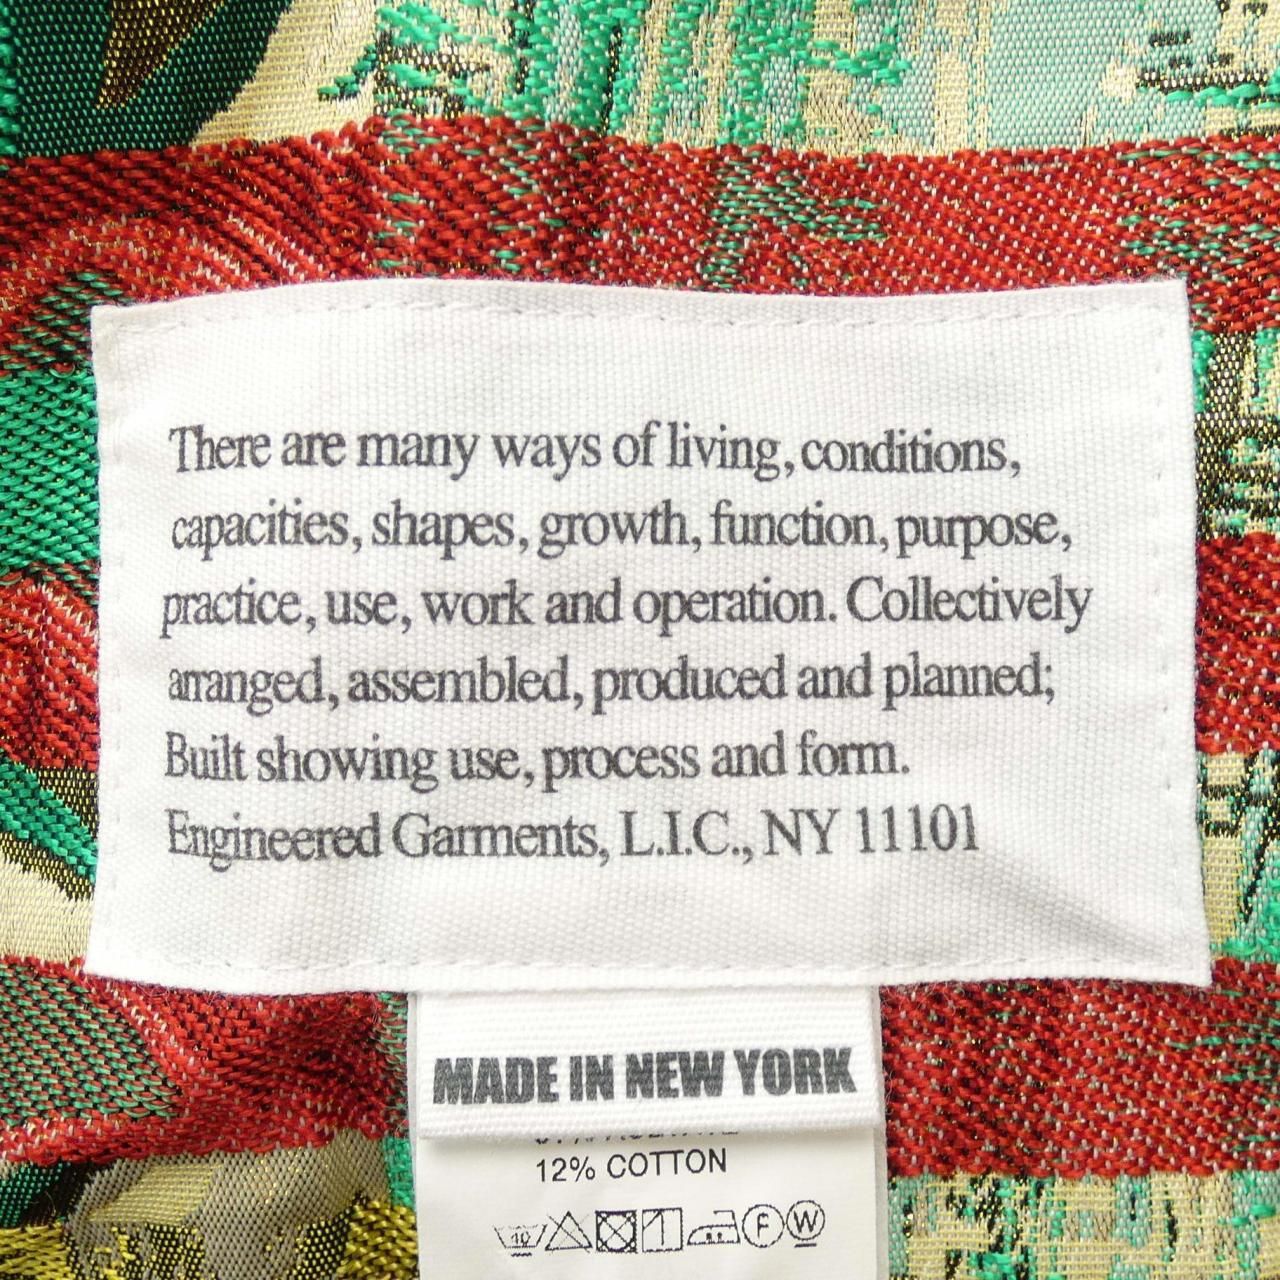 There are many ways of living, conditions,
capacities, shapes, growth, function, purpose,
practice, use, work and operation. Collectively
arranged, assembled, produced and planned;
Built showing use, process and form.
Engineered Garments, L.I.C., NY 11101
MADE IN NEW YORK
12% COTTON
40 F W